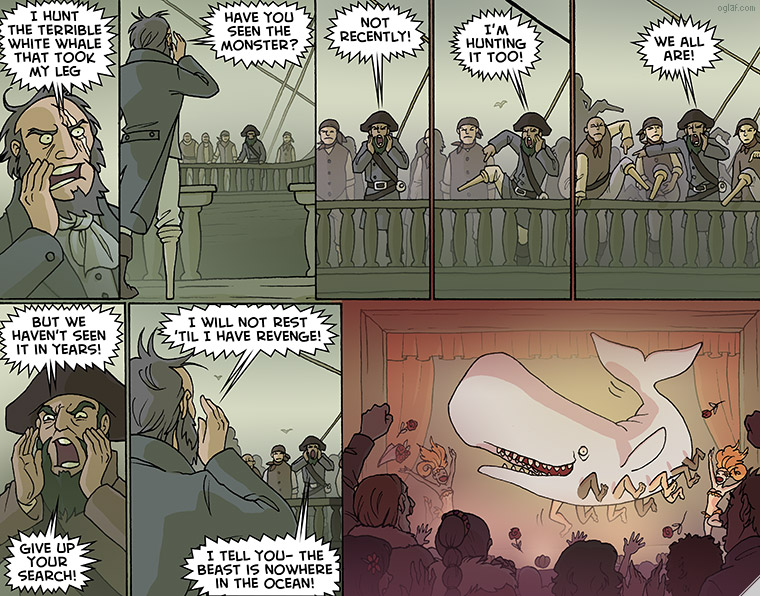 I HUNT
THE TERRIBLE
WHITE WHALE
THAT TOOK
MY LEG
HAVE YOU
SEEN THE
MONSTER?
NOT
RECENTLY!
I'M
HUNTING
IT TOO!
oglaf.com
WE ALL
ARE!
BUT WE
HAVEN'T SEEN
IT IN YEARS!
GIVE UP
YOUR
SEARCH!
I WILL NOT REST
'TIL I HAVE REVENGE!
I TELL YOU- THE
BEAST IS NOWHERE
IN THE OCEAN!